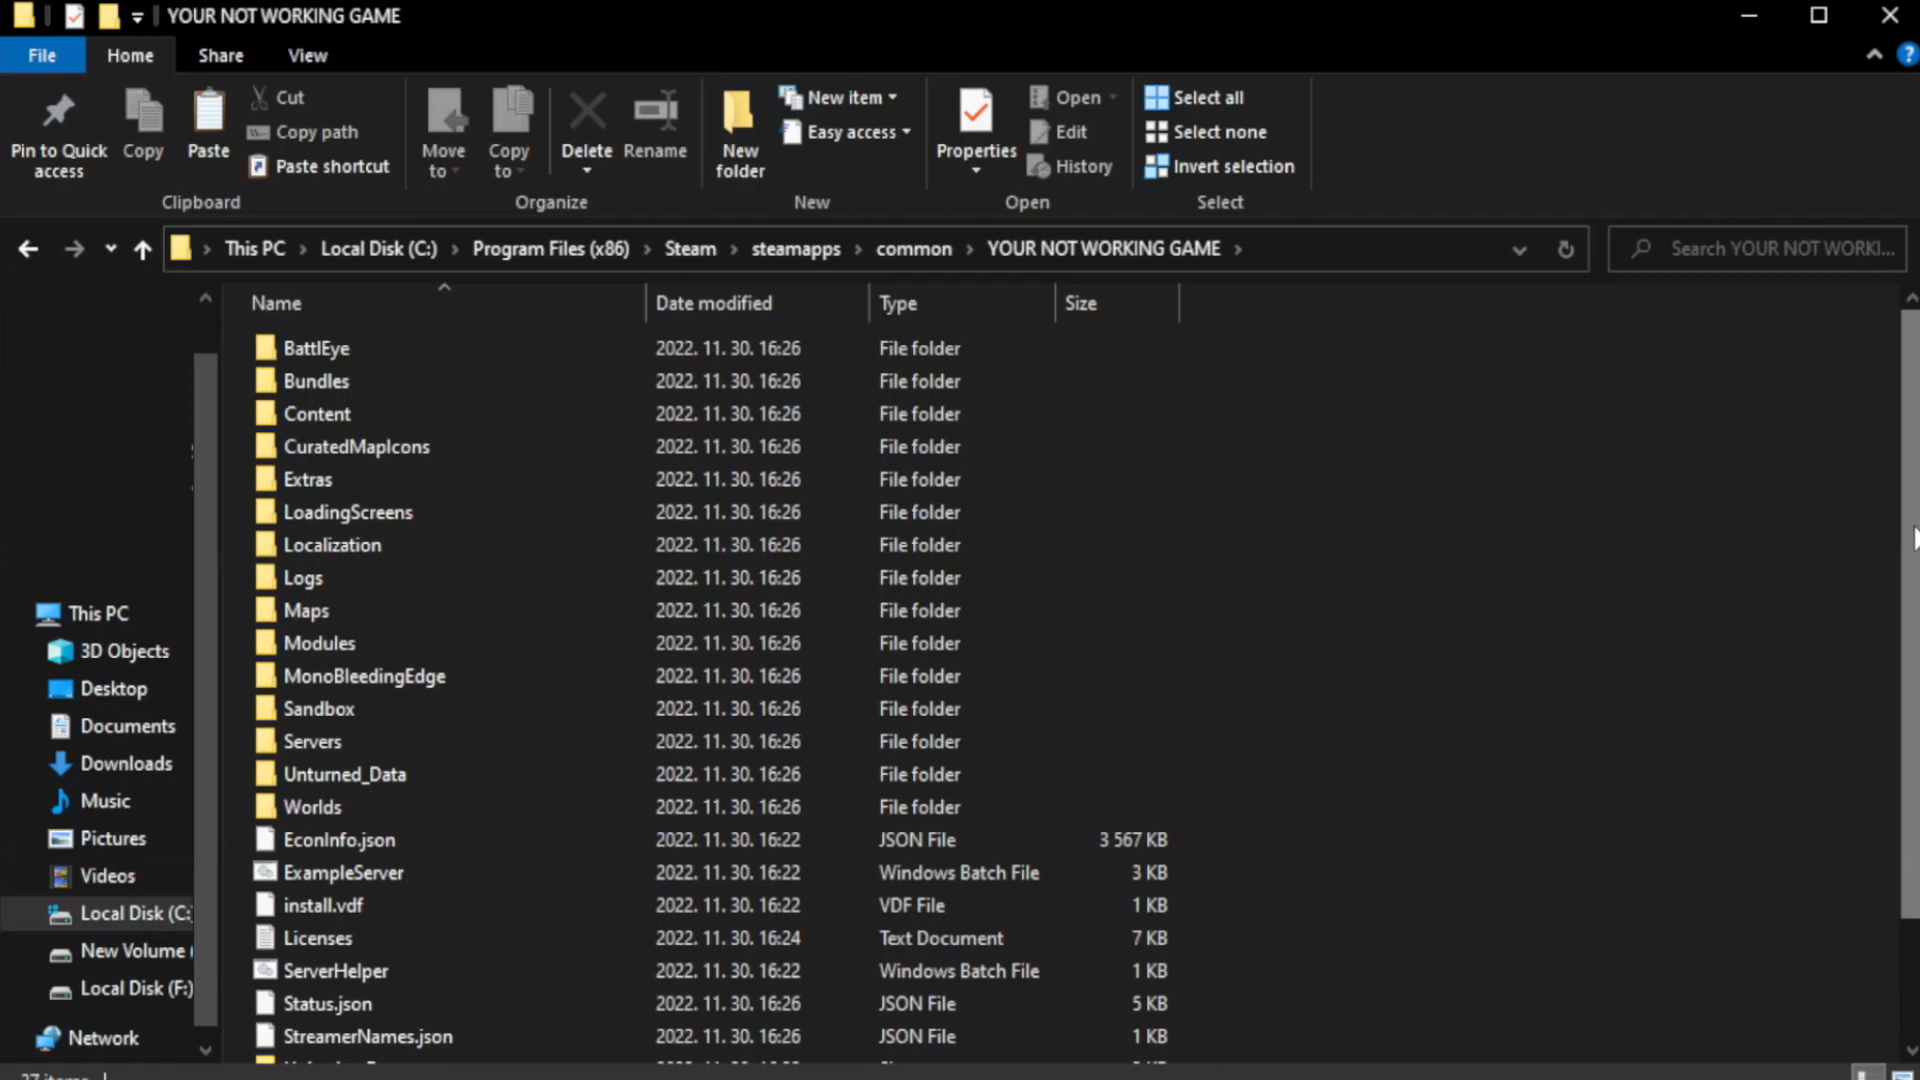 YOUR NOT WORKING GAME
File Home Share View
Pin to Quick access
Copy
Paste
Cut
Copy path
Paste shortcut
Clipboard
Move to
Copy to
Delete
Rename
Organize
New folder
New item
Easy access
New
Properties
Open
Edit
History
Open
Select all
Select none
Invert selection
Select
This PC > Local Disk (C:) > Program Files (x86) > Steam > steamapps > common > YOUR NOT WORKING GAME >
Search YOUR NOT WORKI...
Name Date modified Type Size
BattlEye 2022. 11. 30. 16:26 File folder
Bundles 2022. 11. 30. 16:26 File folder
Content 2022. 11. 30. 16:26 File folder
CuratedMapIcons 2022. 11. 30. 16:26 File folder
Extras 2022. 11. 30. 16:26 File folder
LoadingScreens 2022. 11. 30. 16:26 File folder
Localization 2022. 11. 30. 16:26 File folder
Logs 2022. 11. 30. 16:26 File folder
Maps 2022. 11. 30. 16:26 File folder
Modules 2022. 11. 30. 16:26 File folder
MonoBleedingEdge 2022. 11. 30. 16:26 File folder
Sandbox 2022. 11. 30. 16:26 File folder
Servers 2022. 11. 30. 16:26 File folder
Unturned_Data 2022. 11. 30. 16:26 File folder
Worlds 2022. 11. 30. 16:26 File folder
EconInfo.json 2022. 11. 30. 16:22 JSON File 3 567 KB
ExampleServer 2022. 11. 30. 16:22 Windows Batch File 3 KB
install.vdf 2022. 11. 30. 16:22 VDF File 1 KB
Licenses 2022. 11. 30. 16:24 Text Document 7 KB
ServerHelper 2022. 11. 30. 16:22 Windows Batch File 1 KB
Status.json 2022. 11. 30. 16:26 JSON File 5 KB
StreamerNames.json 2022. 11. 30. 16:26 JSON File 1 KB
This PC
3D Objects
Desktop
Documents
Downloads
Music
Pictures
Videos
Local Disk (C:
New Volume (
Local Disk (F:)
Network